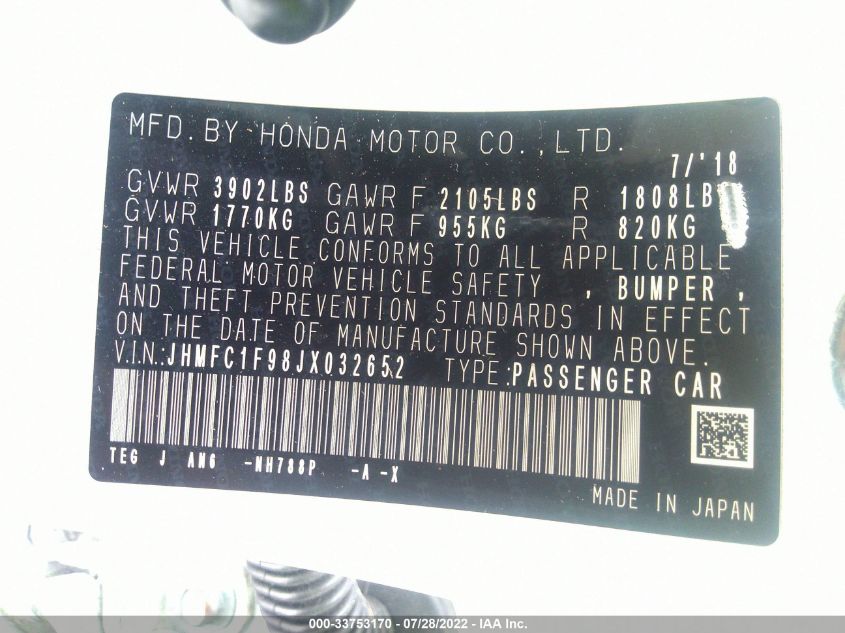 MFD. BY HONDA MOTOR CO., LTD.
7/'18
GVWR 3902LBS GAWR F 2105LBS R 1808LB
GVWR 1770KG GAWR F 955KG R 820KG
THIS VEHICLE CONFORMS TO ALL APPLICABLE
FEDERAL MOTOR VEHICLE SAFETY , BUMPER ,
AND THEFT PREVENTION STANDARDS IN EFFECT
ON THE DATE OF MANUFACTURE SHOWN ABOVE.
V.I.N.: JHMFC1F98JX032652 TYPE: PASSENGER CAR
TEG J AN6 -NH788P -A -X
MADE IN JAPAN
000-33753170 - 07/28/2022 - IAA Inc.